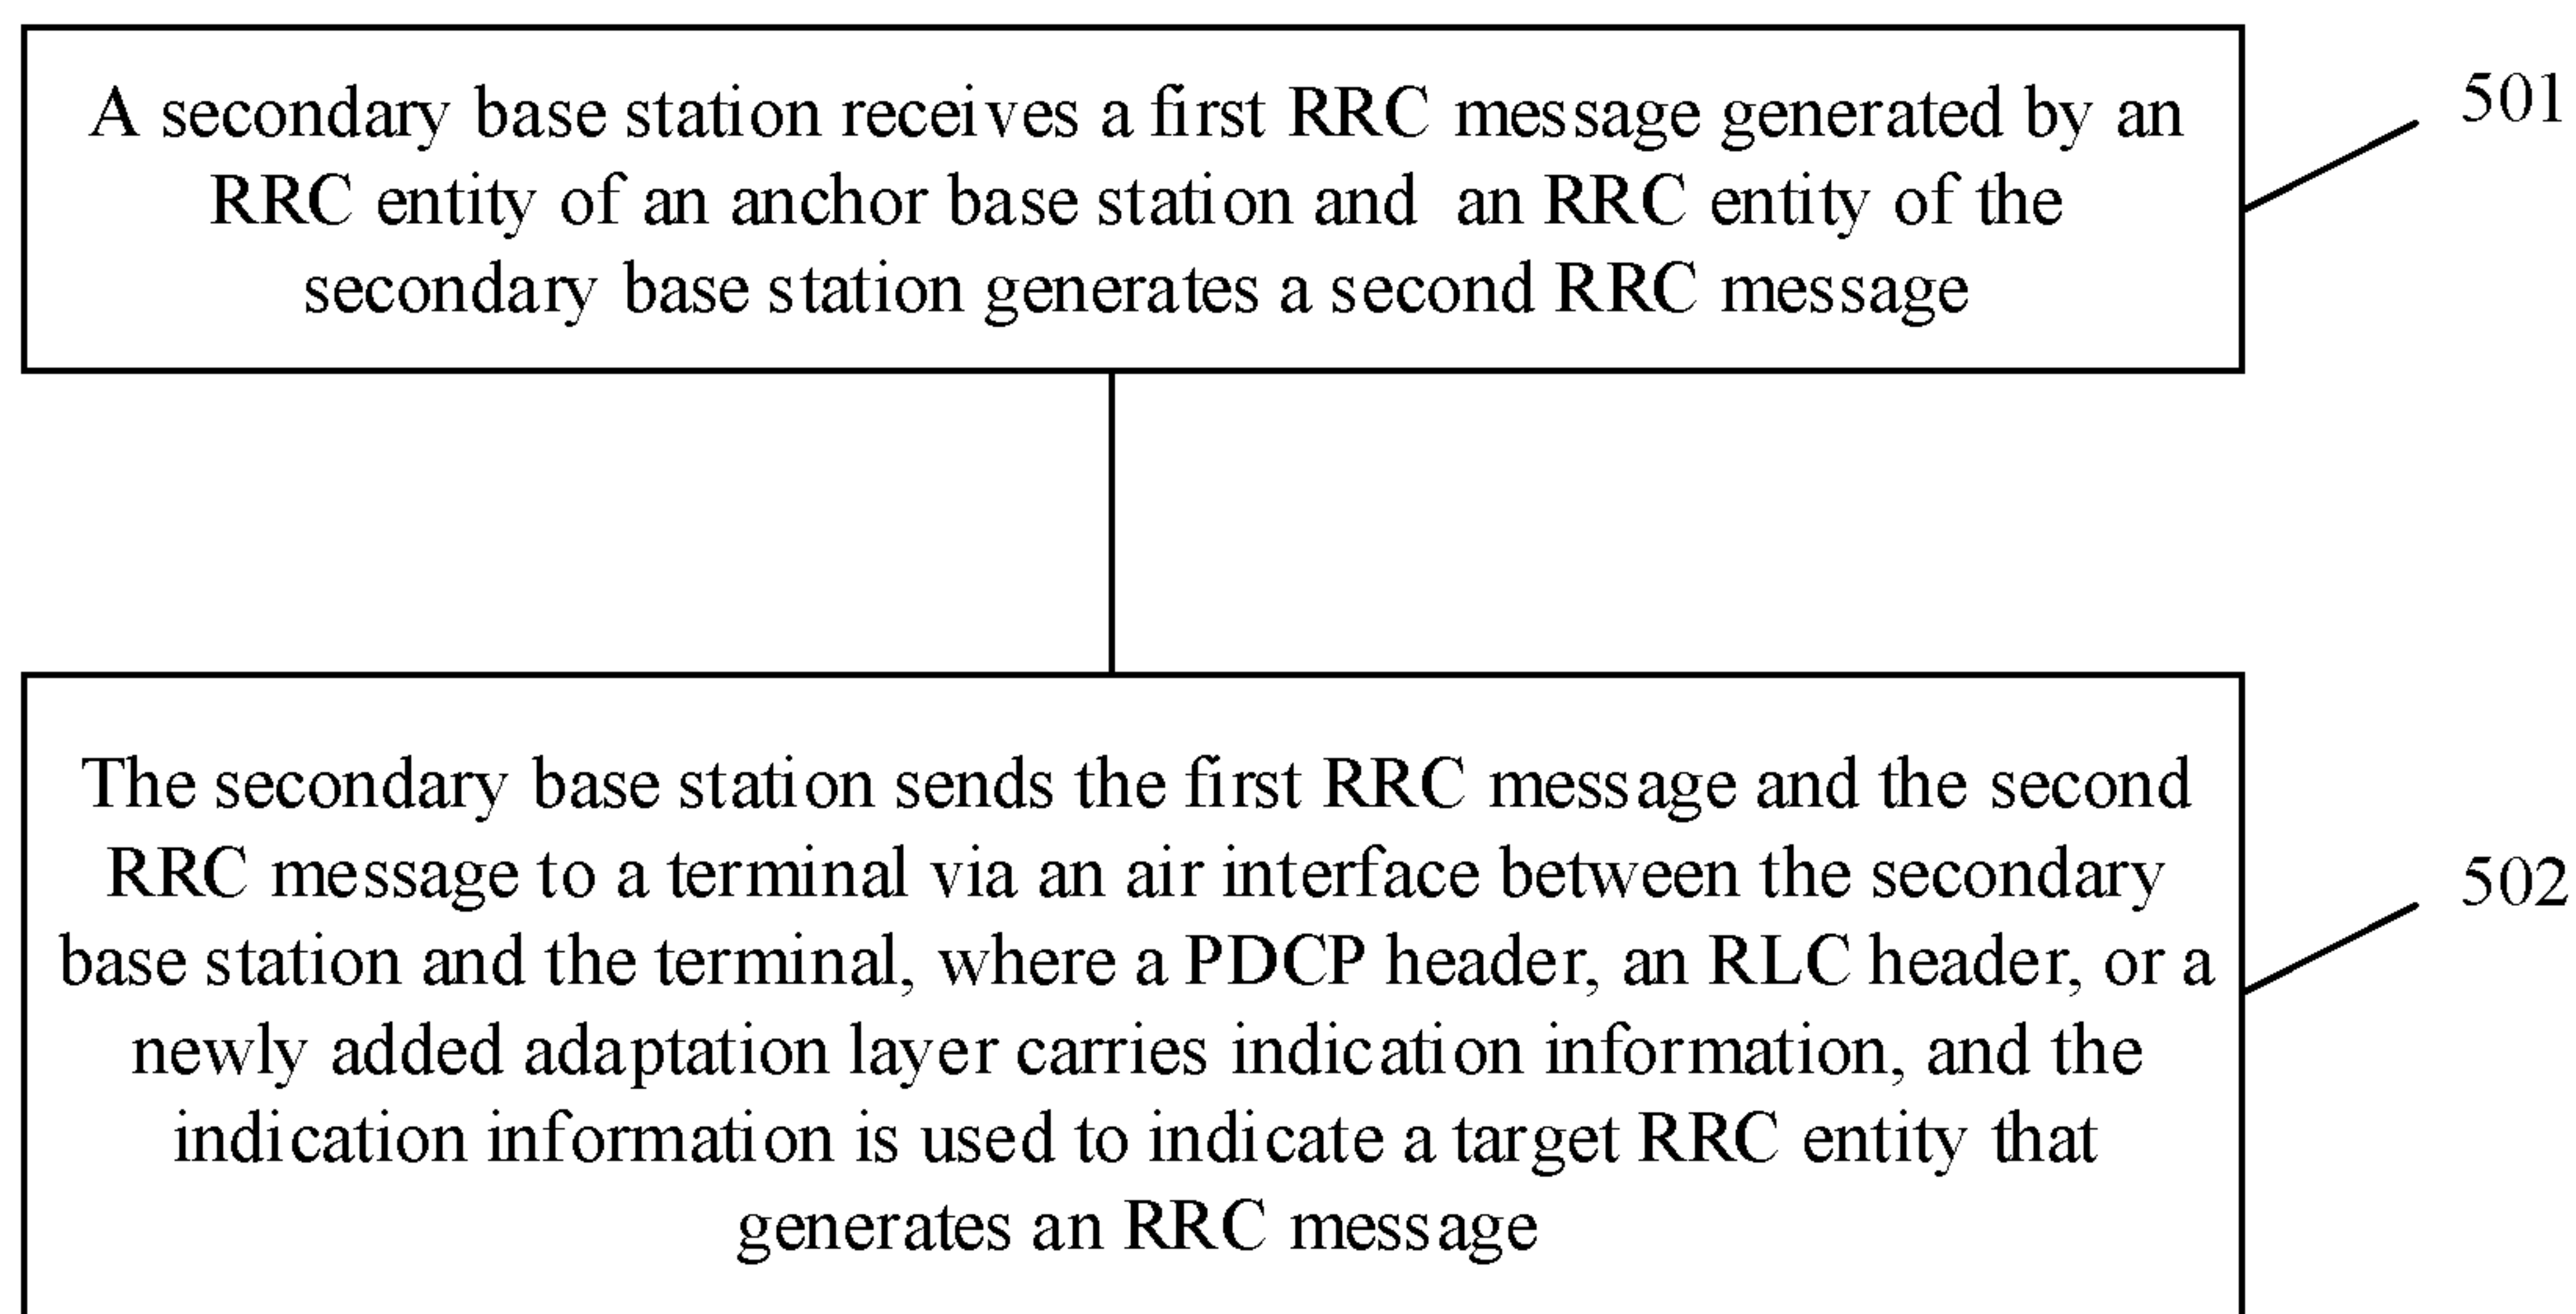 A secondary base station receives a first RRC message generated by an
RRC entity of an anchor base station and an RRC entity of the
secondary base station generates a second RRC message
501
The secondary base station sends the first RRC message and the second
RRC message to a terminal via an air interface between the secondary
base station and the terminal, where a PDCP header, an RLC header, or a
newly added adaptation layer carries indication information, and the
indication information is used to indicate a target RRC entity that
generates an RRC message
502